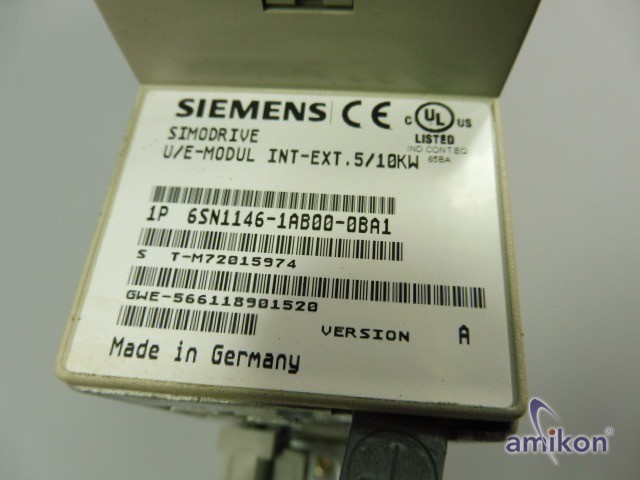 SIEMENS CE C UL US
LISTED
SIMODRIVE
IND.CONT.EQ.
U/E-MODUL INT-EXT.5/10KW 65BA
1P 6SN1146-1AB00-0BA1
S T-M72015974
GWE-566118901520
VERSION A
Made in Germany
amikon